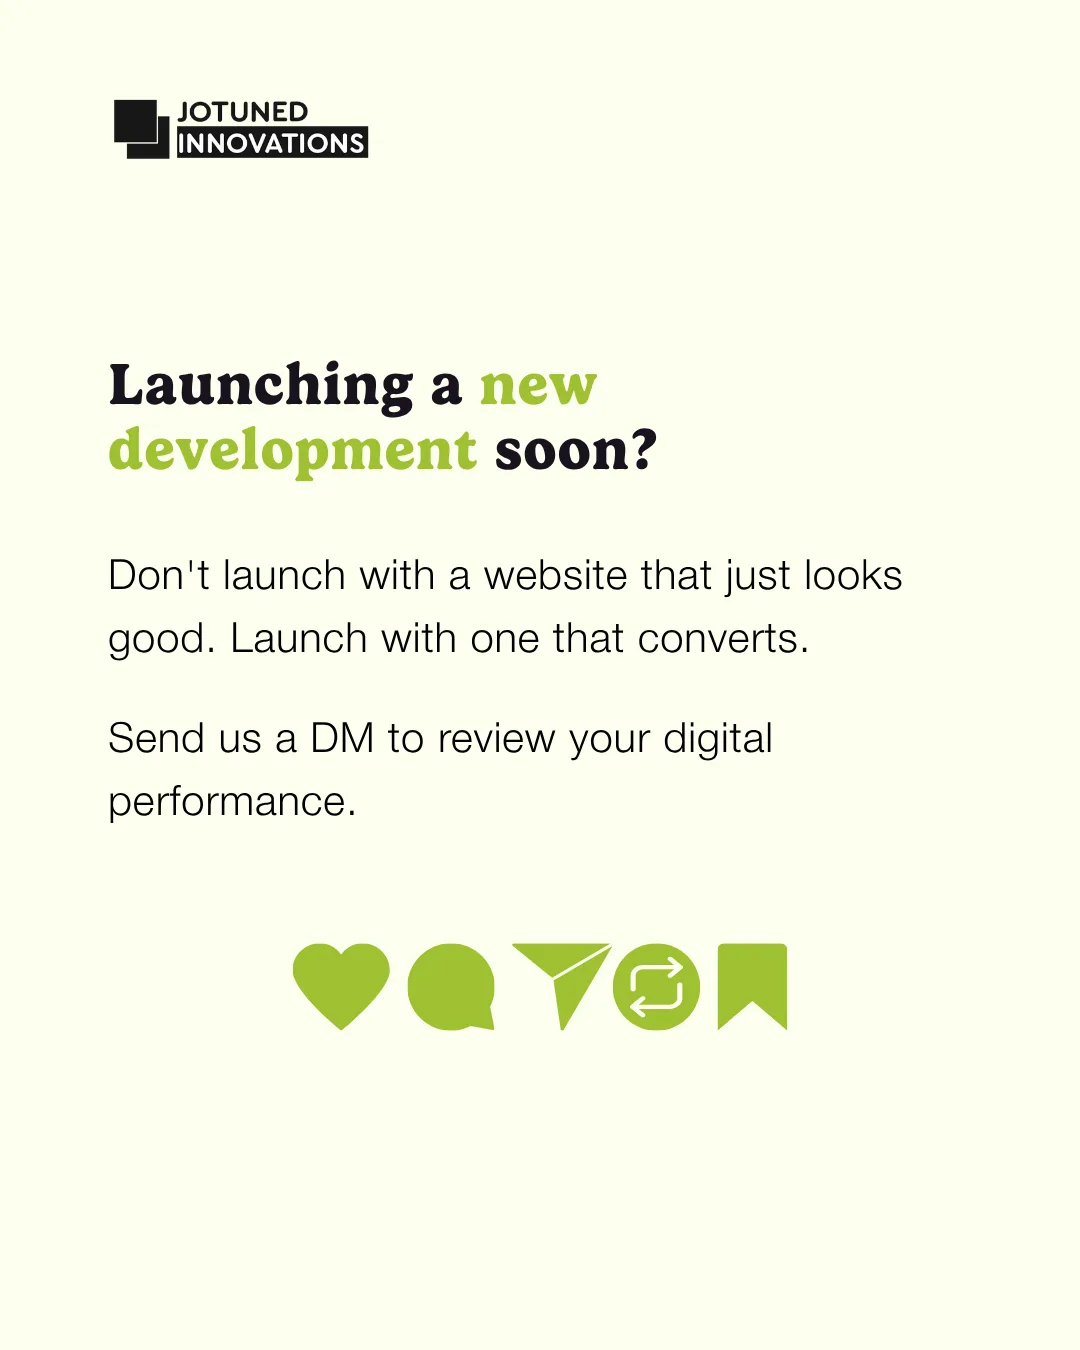 JOTUNED
INNOVATIONS
Launching a new
development soon?
Don't launch with a website that just looks
good. Launch with one that converts.
Send us a DM to review your digital
performance.